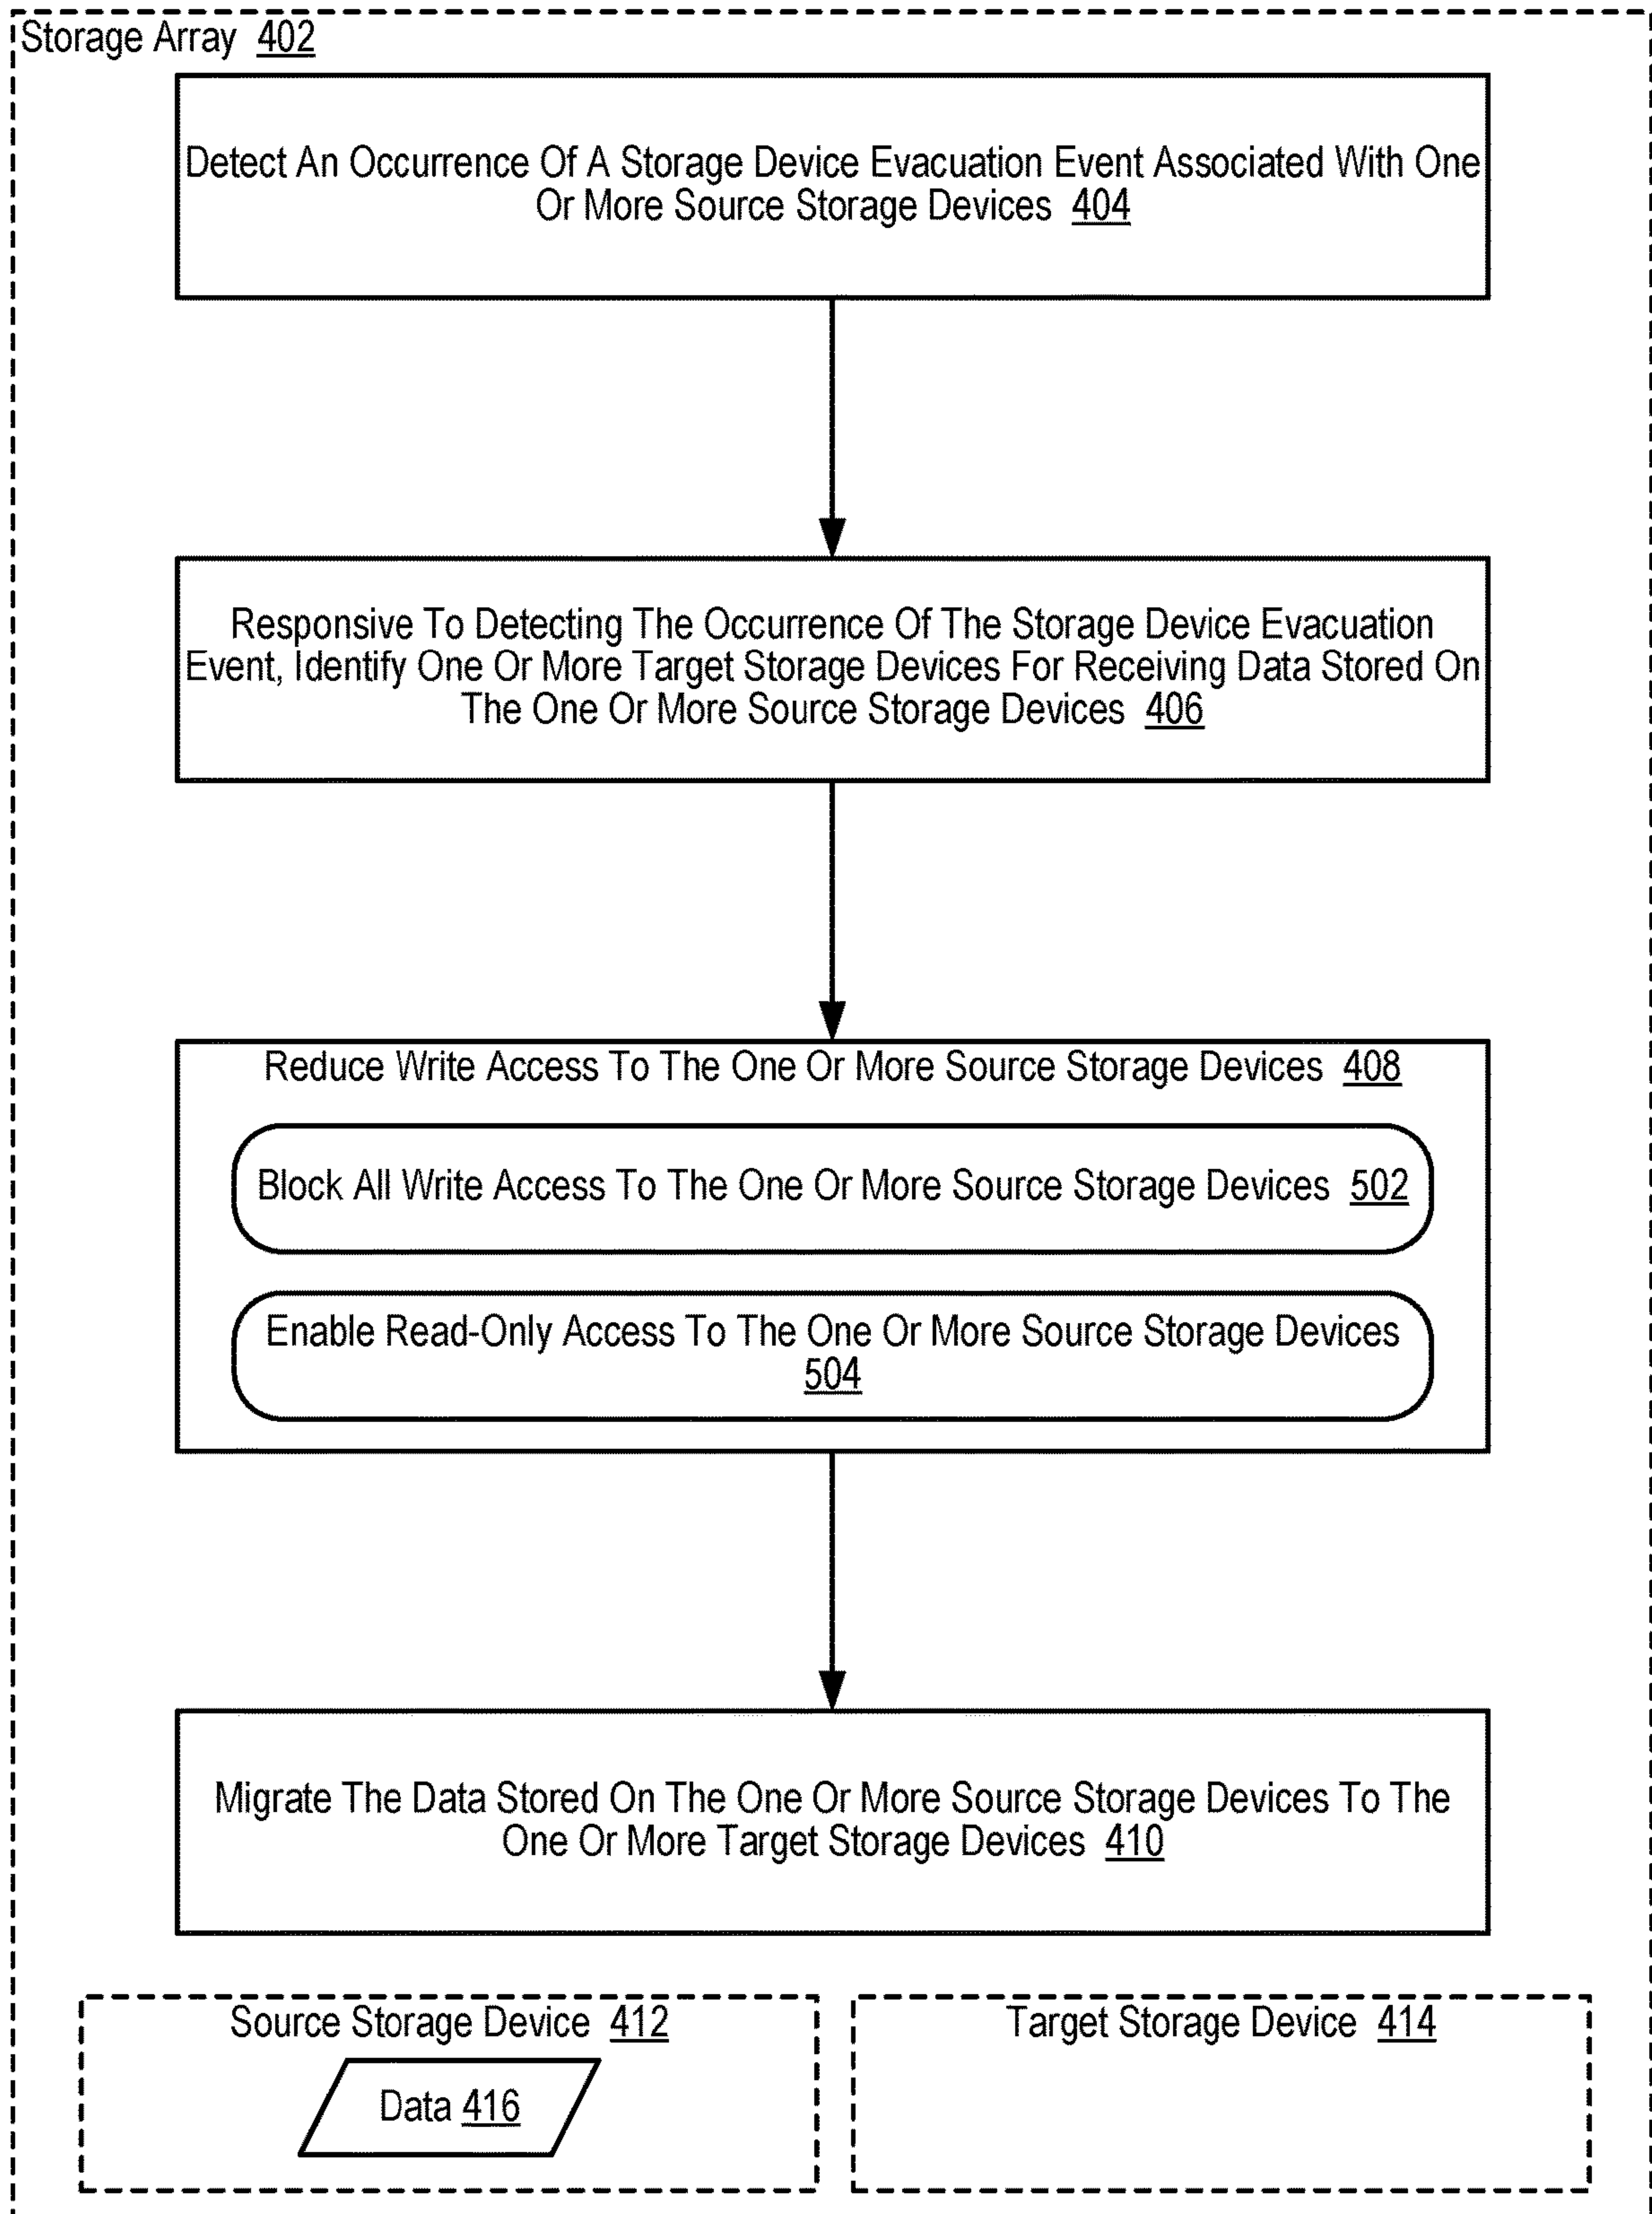 Storage Array 402
Detect An Occurrence Of A Storage Device Evacuation Event Associated With One
Or More Source Storage Devices 404
Responsive To Detecting The Occurrence Of The Storage Device Evacuation
Event, Identify One Or More Target Storage Devices For Receiving Data Stored On
The One Or More Source Storage Devices 406
Reduce Write Access To The One Or More Source Storage Devices 408
Block All Write Access To The One Or More Source Storage Devices 502
Enable Read-Only Access To The One Or More Source Storage Devices
504
Migrate The Data Stored On The One Or More Source Storage Devices To The
One Or More Target Storage Devices 410
Source Storage Device 412
Data 416
Target Storage Device 414